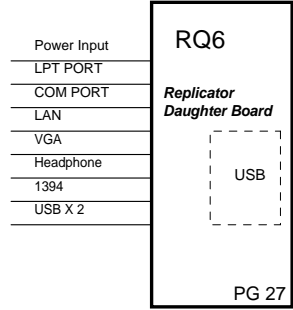 Power Input
LPT PORT
COM PORT
LAN
VGA
Headphone
1394
USB X 2
RQ6
Replicator
Daughter Board
USB
PG 27